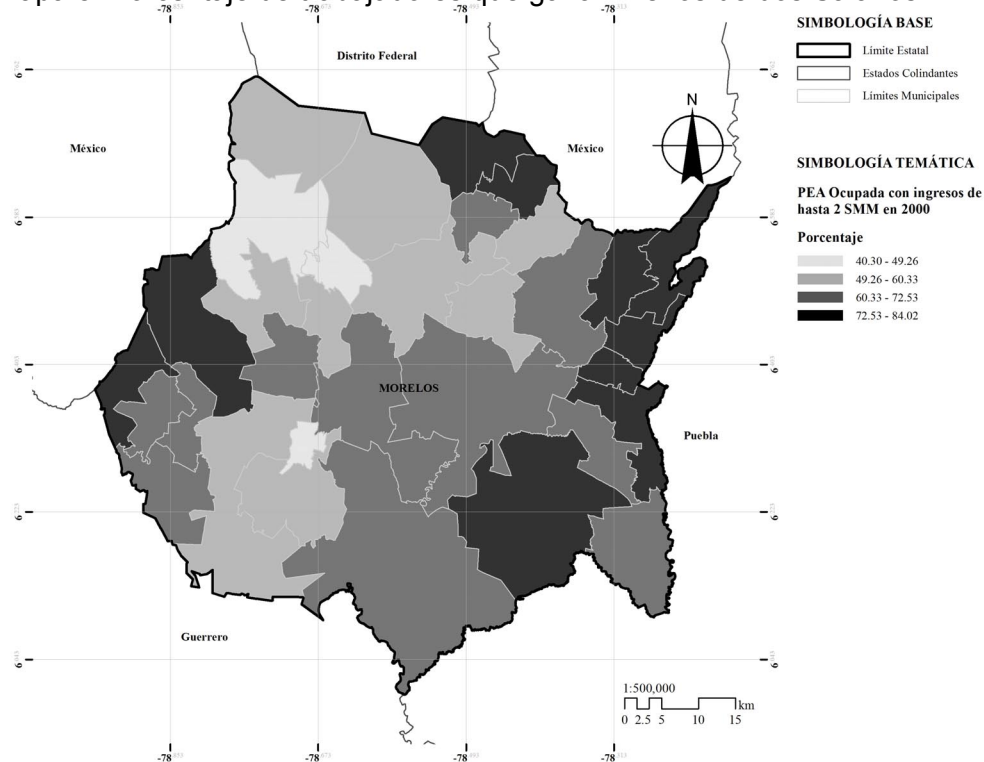 SIMBOLOGÍA BASE
Limite Estatal
Estados Colindantes
Limites Municipales
Distrito Federal
México
México
N
SIMBOLOGÍA TEMÁTICA
PEA Ocupada con ingresos de
hasta 2 SMM en 2000
Porcentaje
40.30 - 49.26
49.26 - 60.33
60.33 - 72.53
72.53 - 84.02
MORELOS
Puebla
Guerrero
1:500,000
km
0 2.5 5 10 15